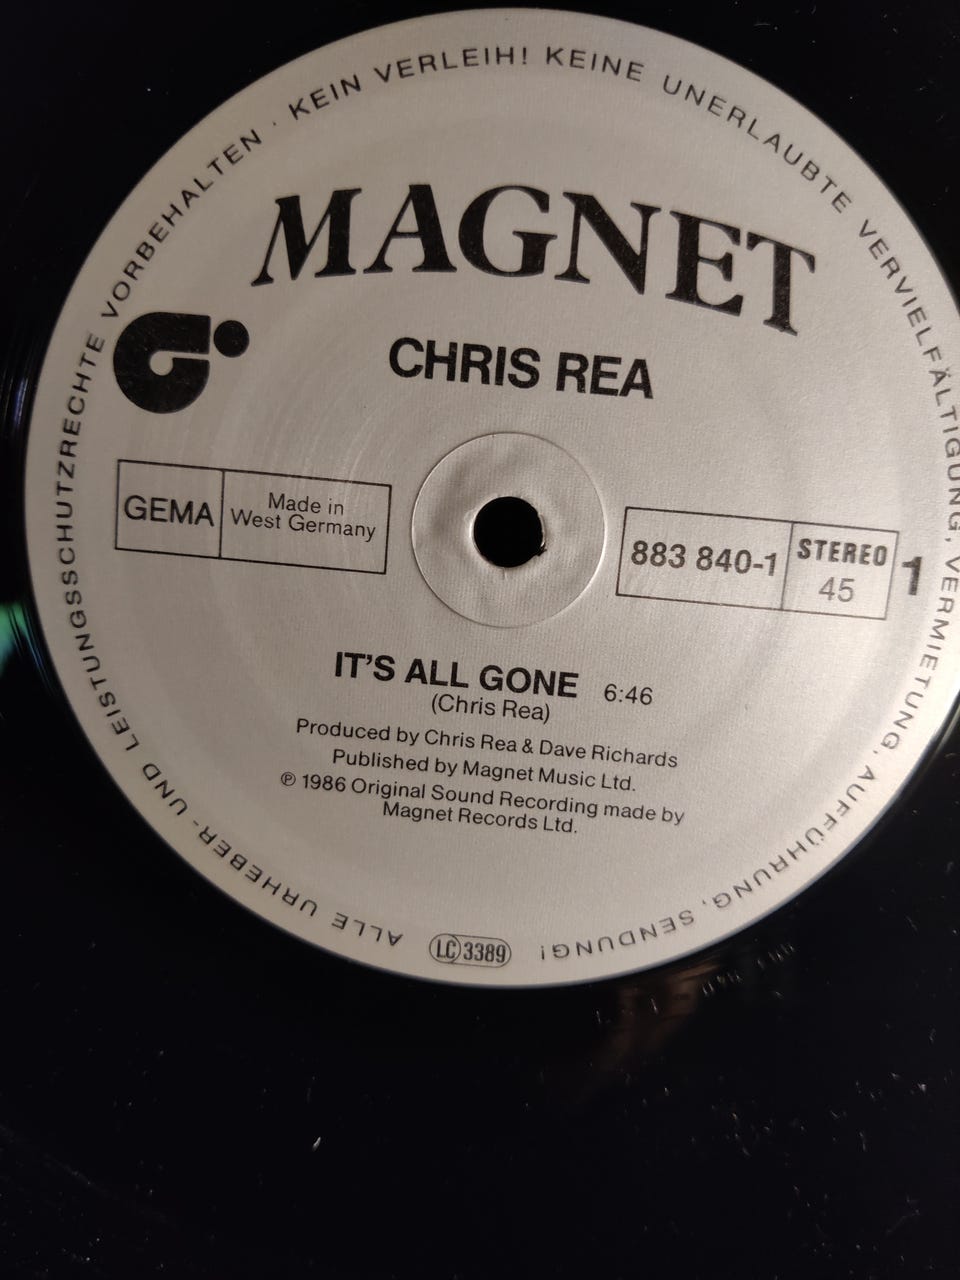 ALLE URHEBER- UND LEISTUNGSSCHUTZRECHTE VORBEHALTEN · KEIN VERLEIH! KEINE UNERLAUBTE VERVIELFÄLTIGUNG, VERMIETUNG, AUFFÜHRUNG, SENDUNG!
MAGNET
CHRIS REA
GEMA
Made in
West Germany
883 840-1
STEREO
45
1
IT'S ALL GONE 6:46
(Chris Rea)
Produced by Chris Rea & Dave Richards
Published by Magnet Music Ltd.
℗ 1986 Original Sound Recording made by
Magnet Records Ltd.
LC 3389